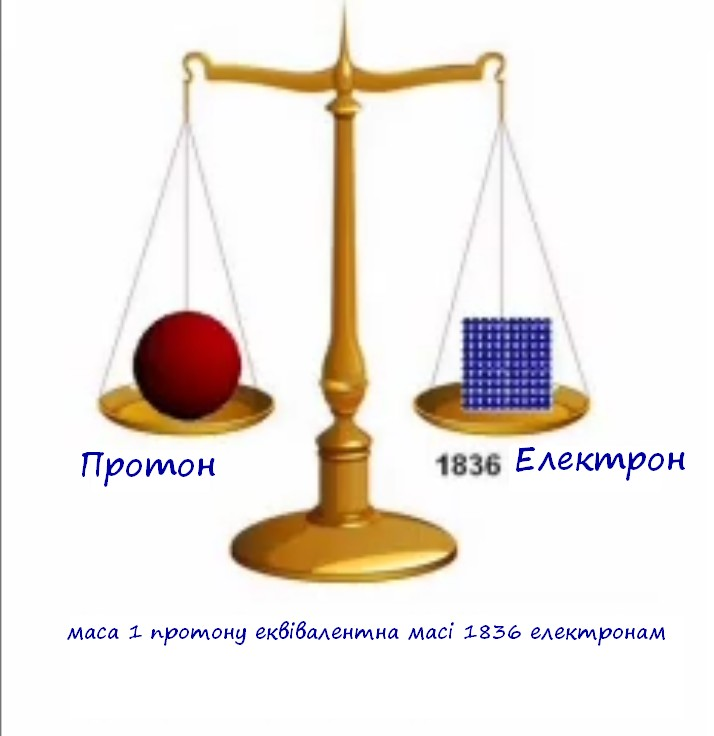 Протон
1836 Електрон
маса 1 протону еквівалентна масі 1836 електронам